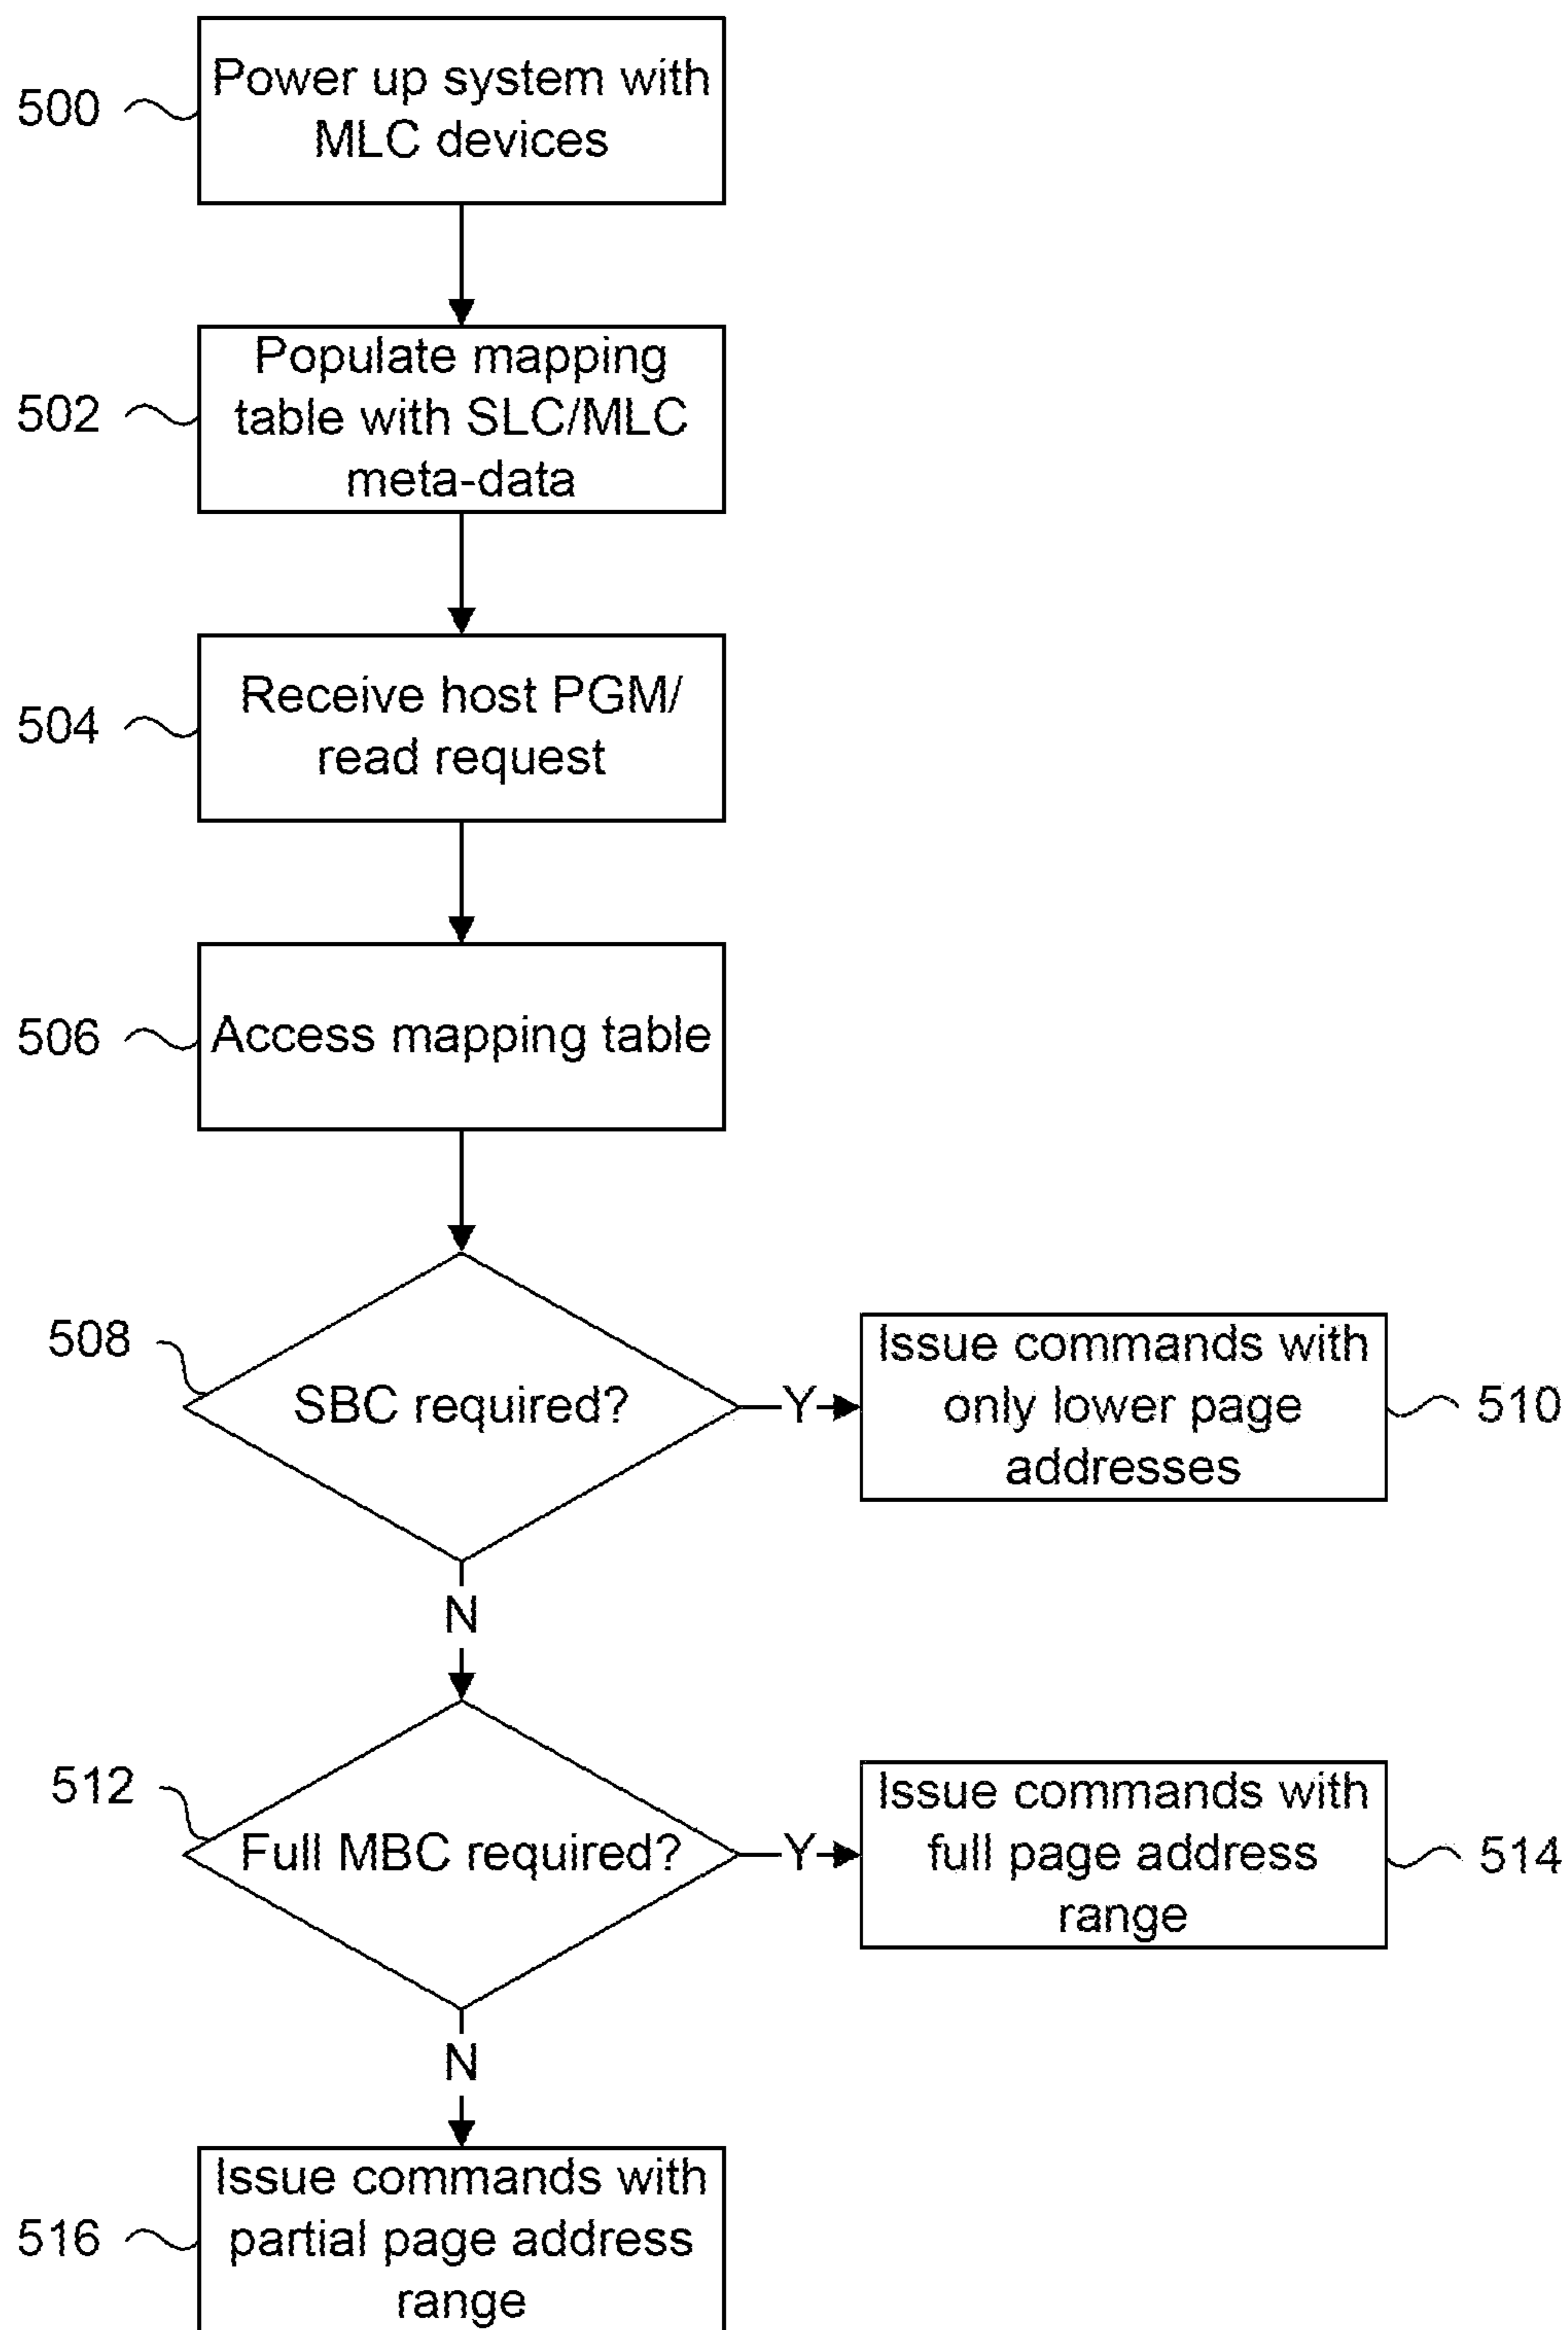 500
Power up system with
MLC devices
502
Populate mapping
table with SLC/MLC
meta-data
504
Receive host PGM/
read request
506
Access mapping table
508
SBC required?
Y
Issue commands with
only lower page
addresses
510
N
512
Full MBC required?
Y
Issue commands with
full page address
range
514
N
516
Issue commands with
partial page address
range